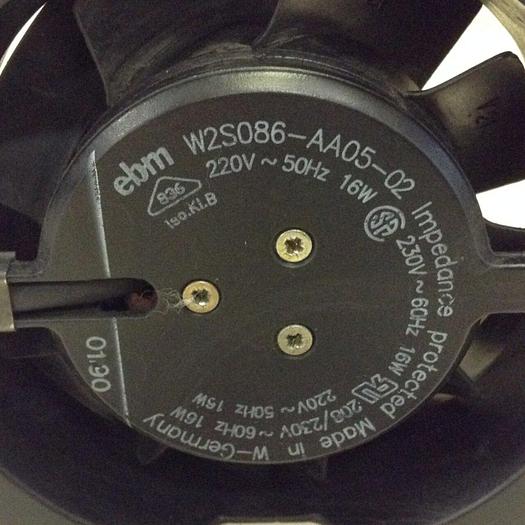 ebm W2S086-AA05-02 Impedance protected Made in W-Germany
220V~50Hz 16W
836
Iso.Kl.B
230V~60Hz 16W
208/230V~60Hz 16W
220V~ 50Hz 16W
01.90